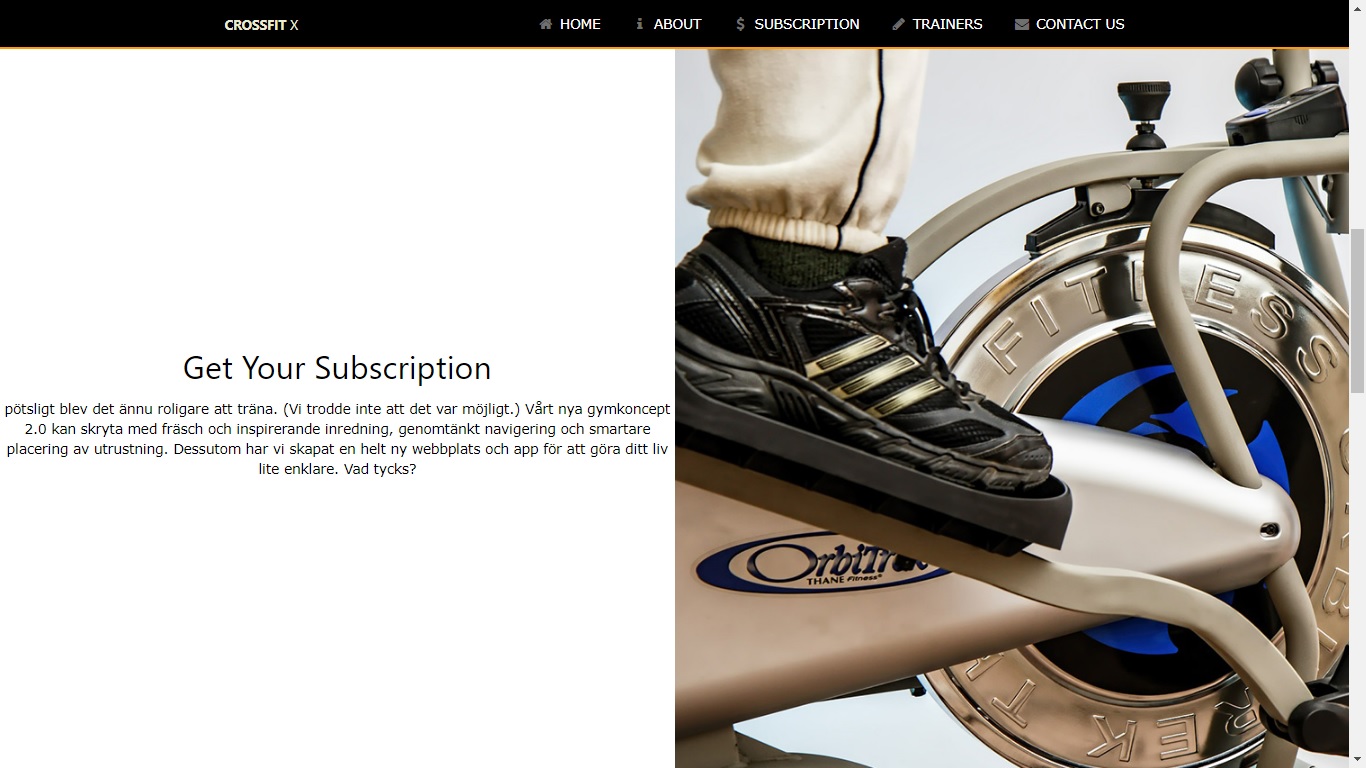 CROSSFIT X
HOME
ABOUT
SUBSCRIPTION
TRAINERS
CONTACT US
Get Your Subscription
pötsligt blev det ännu roligare att träna. (Vi trodde inte att det var möjligt.) Vårt nya gymkoncept
2.0 kan skryta med fräsch och inspirerande inredning, genomtänkt navigering och smartare
placering av utrustning. Dessutom har vi skapat en helt ny webbplats och app för att göra ditt liv
lite enklare. Vad tycks?
FITNESS
OrbiTrek
THANE Fitness®